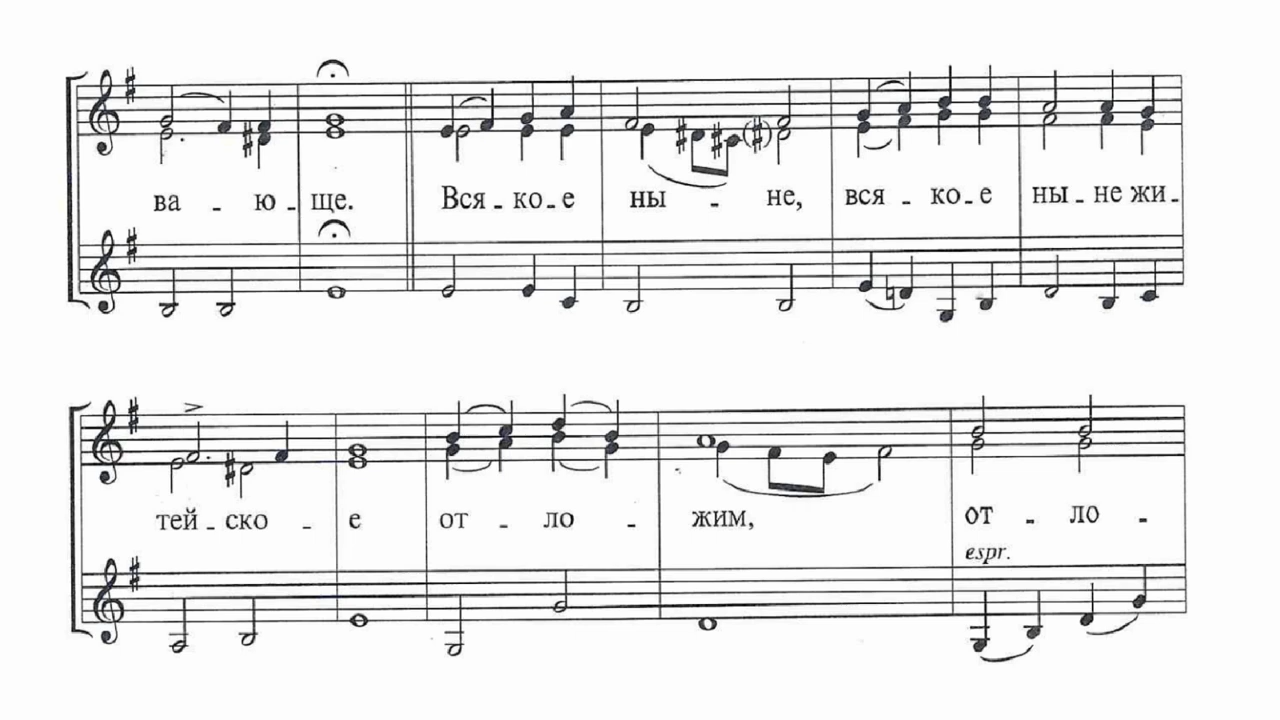 ва - ю - ще. Вся - ко - е ны - не, вся - ко - е ны - не жи -
тей - ско - е от - ло - жим, от - ло -
espr.